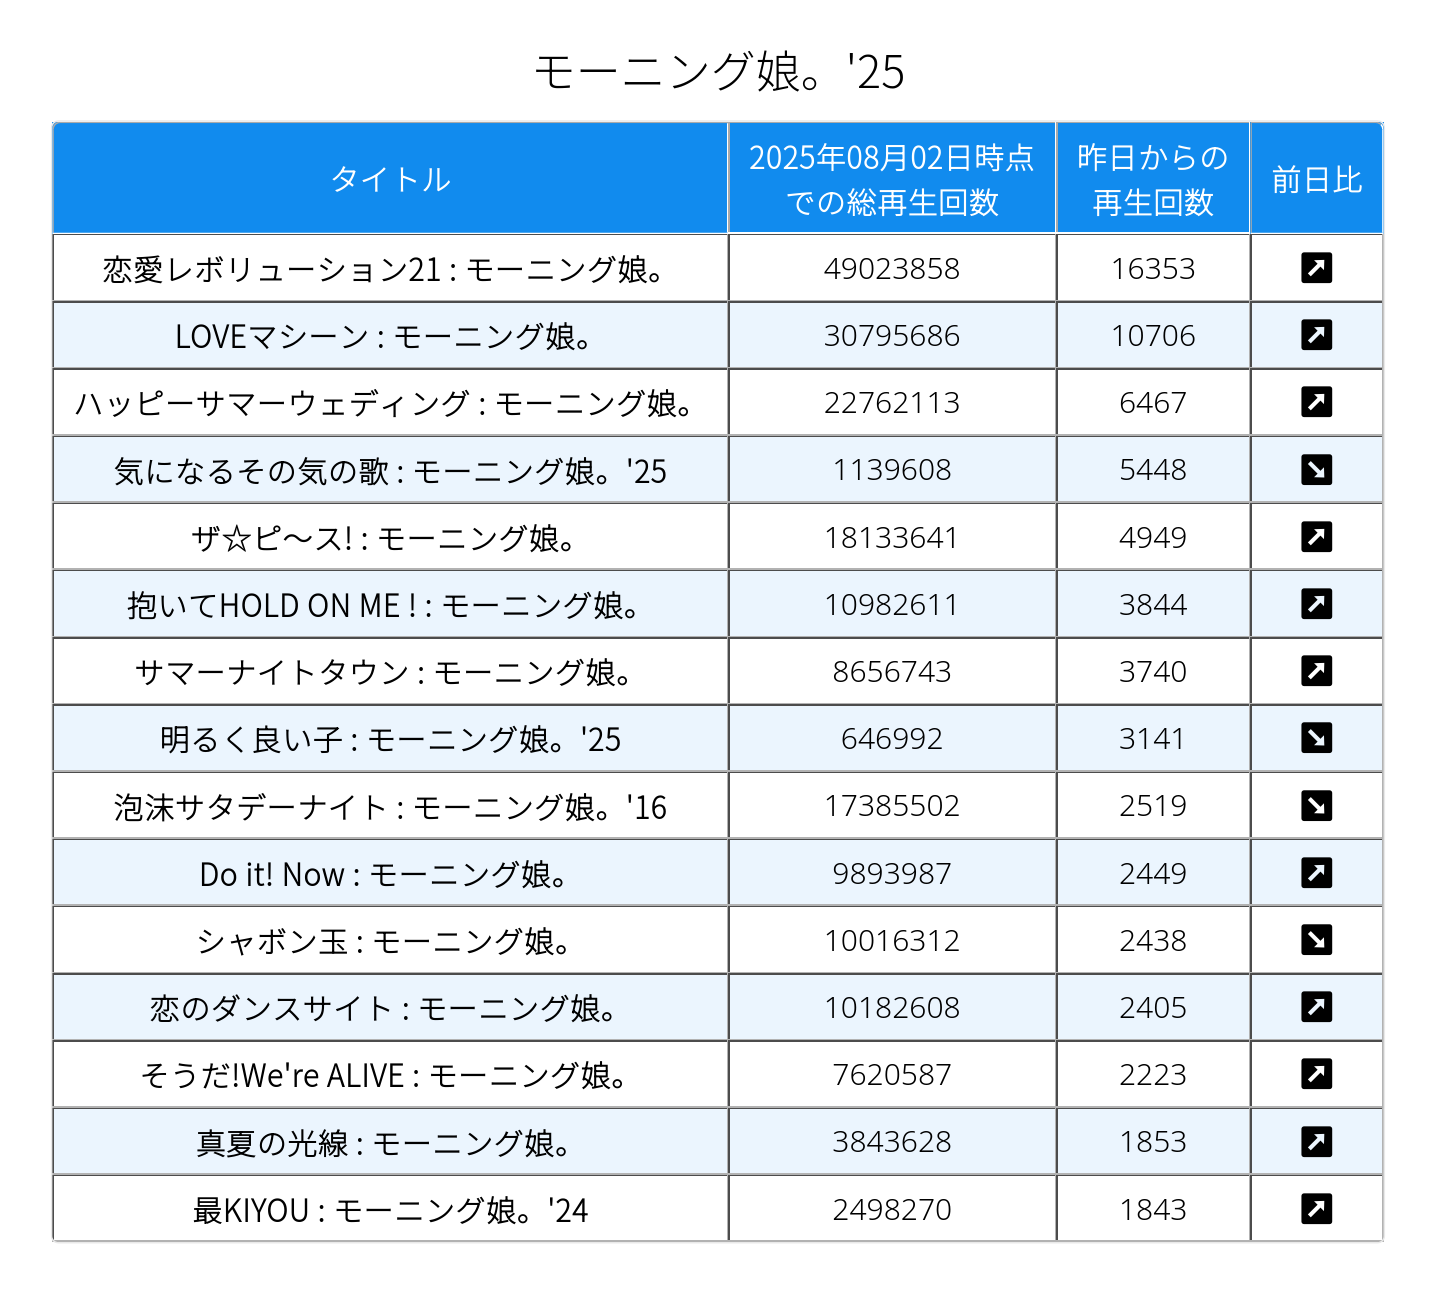 モーニング娘。'25
タイトル
2025年08月02日時点
での総再生回数
昨日からの
再生回数
前日比
恋愛レボリューション21 : モーニング娘。 49023858 16353 ↗
LOVEマシーン : モーニング娘。 30795686 10706 ↗
ハッピーサマーウェディング : モーニング娘。 22762113 6467 ↗
気になるその気の歌 : モーニング娘。'25 1139608 5448 ↘
ザ☆ピ〜ス! : モーニング娘。 18133641 4949 ↗
抱いてHOLD ON ME ! : モーニング娘。 10982611 3844 ↗
サマーナイトタウン : モーニング娘。 8656743 3740 ↗
明るく良い子 : モーニング娘。'25 646992 3141 ↘
泡沫サタデーナイト : モーニング娘。'16 17385502 2519 ↘
Do it! Now : モーニング娘。 9893987 2449 ↗
シャボン玉 : モーニング娘。 10016312 2438 ↘
恋のダンスサイト : モーニング娘。 10182608 2405 ↗
そうだ!We're ALIVE : モーニング娘。 7620587 2223 ↗
真夏の光線 : モーニング娘。 3843628 1853 ↗
最KIYOU : モーニング娘。'24 2498270 1843 ↗